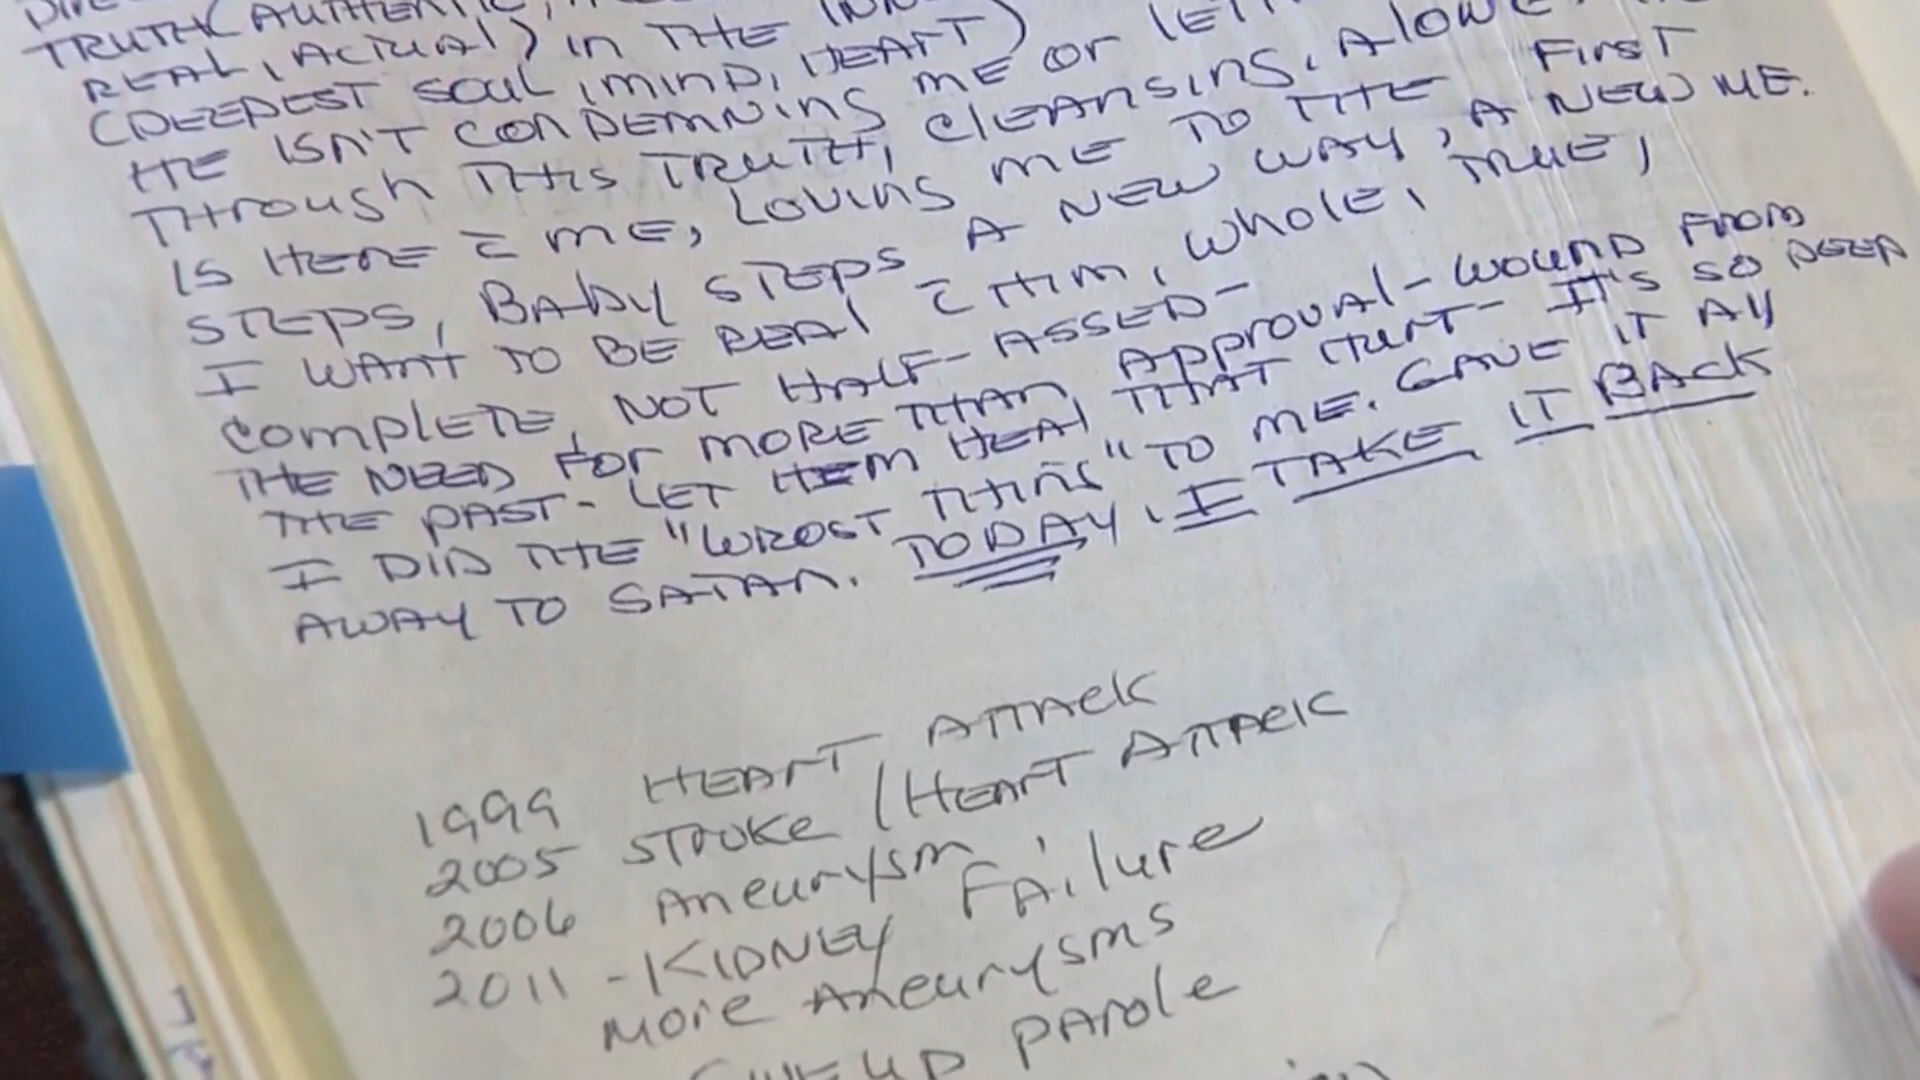 TRUTH (AUTHENTIC,
REAL, ACTUAL) IN THE
(DEEPEST SOUL, MIND, HEART)
HE ISN'T CONDEMNING ME OR
THROUGH THIS TRUTH, CLEANSING, ALOW
IS HERE c̄ ME, LOVING ME TO THE FIRST
STEPS, BABY STEPS A NEW WAY, A NEW ME.
I WANT TO BE REAL c̄ HIM, WHOLE, TRUE,
COMPLETE, NOT HALF-ASSED-
THE NEED FOR MORE THAN APPROVAL-WOUND FROM
THE PAST- LET HEM HEAL THAT HURT- IT'S SO DEEP
I DID THE "WROST THING" TO ME. GAVE IT All
AWAY TO SATAN. TODAY, I TAKE IT BACK
1999 HEART ATTACK
2005 STROKE / HEART ATTACK
2006 Aneurysm
2011 - KIDNEY FAilure
More Aneurysms
UP PArole